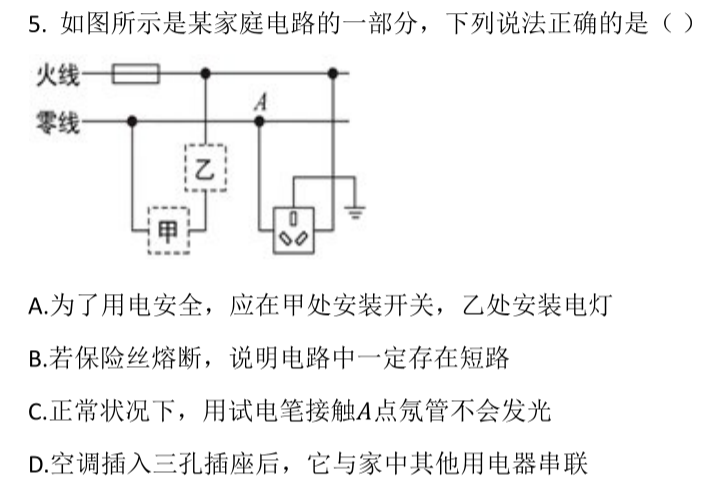 5. 如图所示是某家庭电路的一部分，下列说法正确的是（ ）
火线
A
零线
乙
甲
A.为了用电安全，应在甲处安装开关，乙处安装电灯
B.若保险丝熔断，说明电路中一定存在短路
C.正常状况下，用试电笔接触A点氖管不会发光
D.空调插入三孔插座后，它与家中其他用电器串联